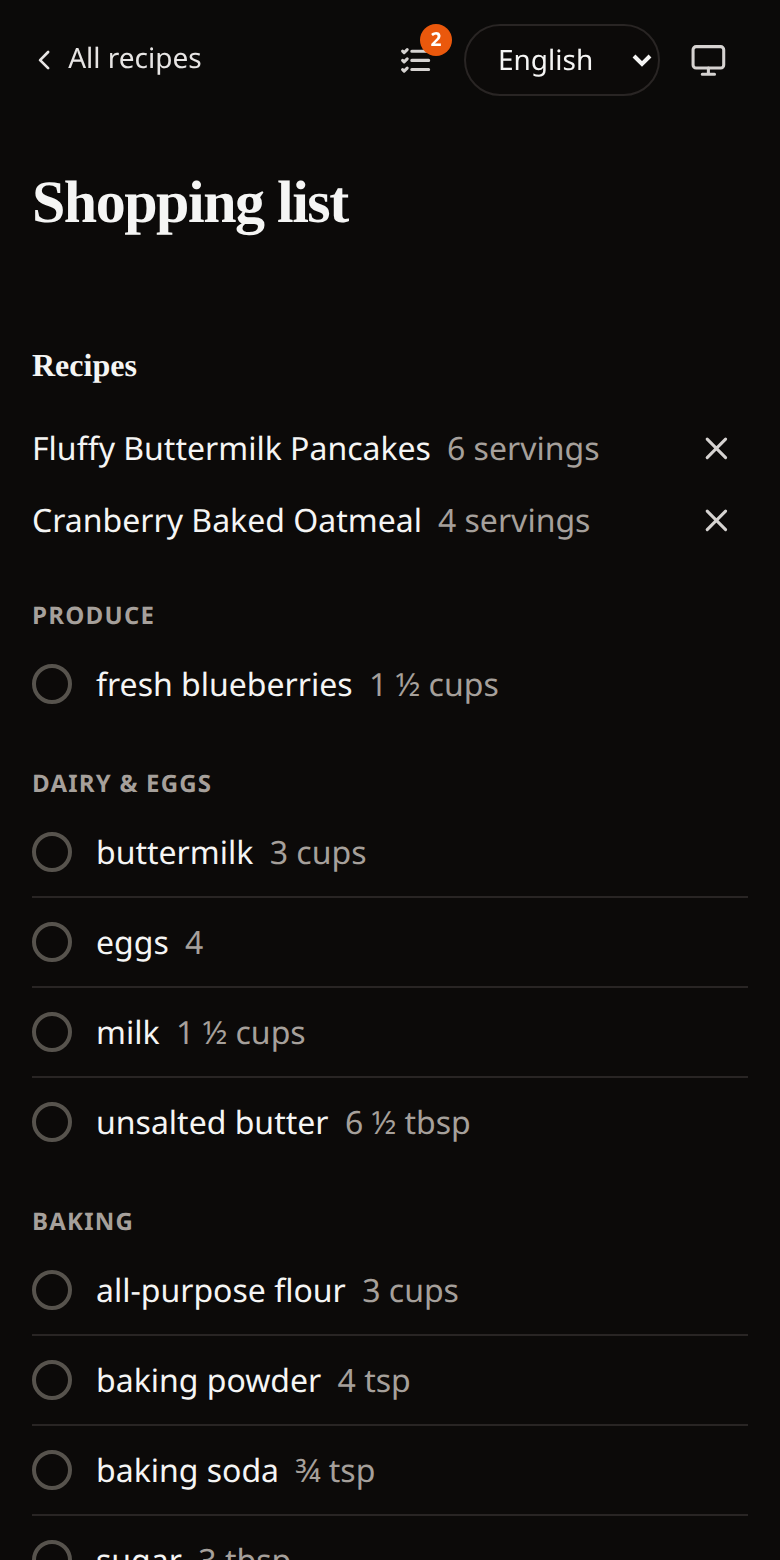 All recipes
2
English
Shopping list
Recipes
Fluffy Buttermilk Pancakes 6 servings
Cranberry Baked Oatmeal 4 servings
PRODUCE
fresh blueberries 1 ½ cups
DAIRY & EGGS
buttermilk 3 cups
eggs 4
milk 1 ½ cups
unsalted butter 6 ½ tbsp
BAKING
all-purpose flour 3 cups
baking powder 4 tsp
baking soda ¾ tsp
sugar 3 tbsp